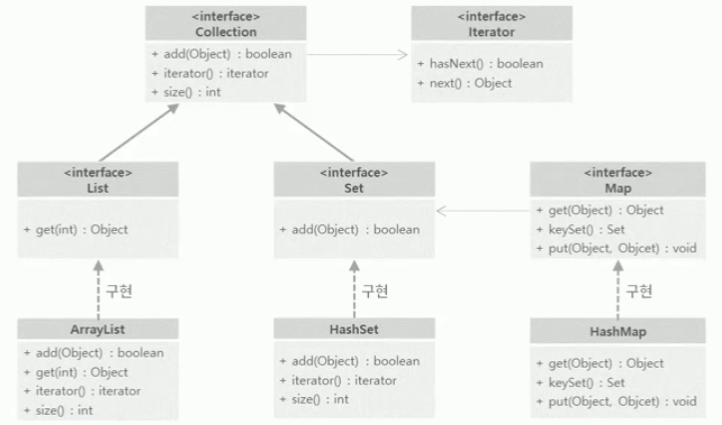 <interface>
Collection
+ add(Object) : boolean
+ iterator() : iterator
+ size() : int
<interface>
Iterator
+ hasNext() : boolean
+ next() : Object
<interface>
List
+ get(int) : Object
<interface>
Set
+ add(Object) : boolean
<interface>
Map
+ get(Object) : Object
+ keySet() : Set
+ put(Object, Objcet) : void
구현
구현
구현
ArrayList
+ add(Object) : boolean
+ get(int) : Object
+ iterator() : iterator
+ size() : int
HashSet
+ add(Object) : boolean
+ iterator() : iterator
+ size() : int
HashMap
+ get(Object) : Object
+ keySet() : Set
+ put(Object, Objcet) : void